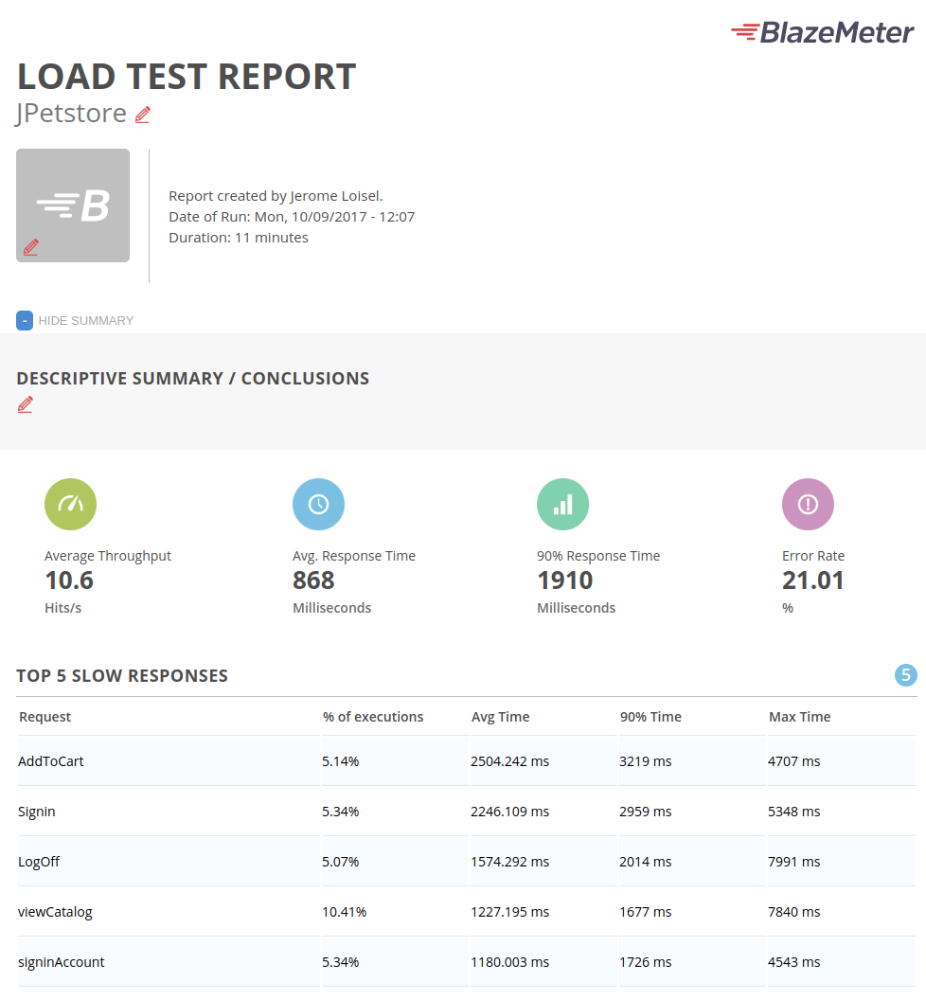 BlazeMeter
LOAD TEST REPORT
JPetstore
B
Report created by Jerome Loisel.
Date of Run: Mon, 10/09/2017 - 12:07
Duration: 11 minutes
- HIDE SUMMARY
DESCRIPTIVE SUMMARY / CONCLUSIONS
Average Throughput Avg. Response Time 90% Response Time Error Rate
10.6 868 1910 21.01
Hits/s Milliseconds Milliseconds %
TOP 5 SLOW RESPONSES 5
Request % of executions Avg Time 90% Time Max Time
AddToCart 5.14% 2504.242 ms 3219 ms 4707 ms
Signin 5.34% 2246.109 ms 2959 ms 5348 ms
LogOff 5.07% 1574.292 ms 2014 ms 7991 ms
viewCatalog 10.41% 1227.195 ms 1677 ms 7840 ms
signinAccount 5.34% 1180.003 ms 1726 ms 4543 ms